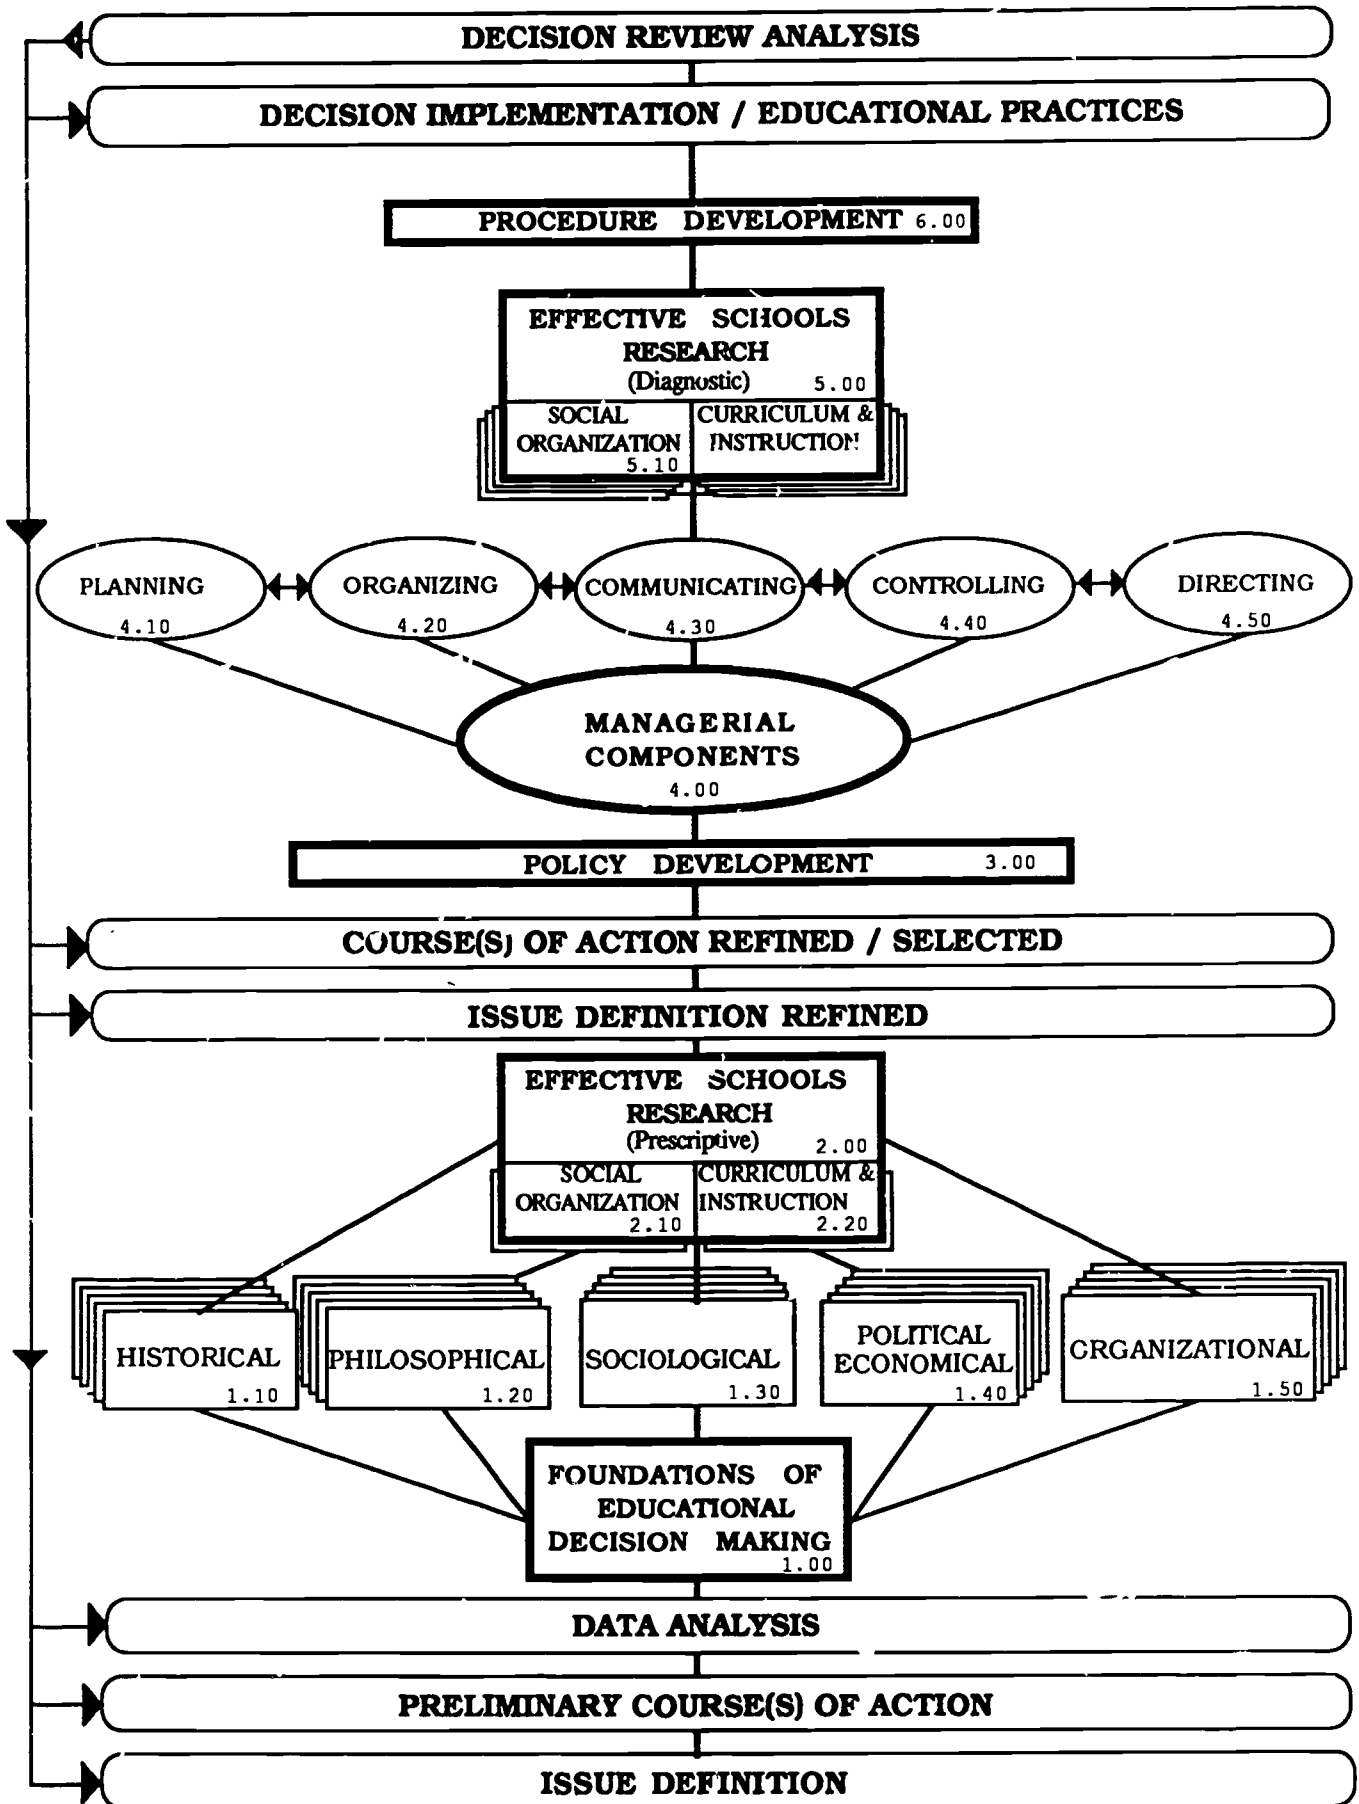 DECISION REVIEW ANALYSIS
DECISION IMPLEMENTATION / EDUCATIONAL PRACTICES
PROCEDURE DEVELOPMENT 6.00
EFFECTIVE SCHOOLS
RESEARCH
(Diagnostic) 5.00
SOCIAL
ORGANIZATION
5.10
CURRICULUM &
INSTRUCTION
PLANNING
4.10
ORGANIZING
4.20
COMMUNICATING
4.30
CONTROLLING
4.40
DIRECTING
4.50
MANAGERIAL
COMPONENTS
4.00
POLICY DEVELOPMENT 3.00
COURSE(S) OF ACTION REFINED / SELECTED
ISSUE DEFINITION REFINED
EFFECTIVE SCHOOLS
RESEARCH
(Prescriptive) 2.00
SOCIAL
ORGANIZATION
2.10
CURRICULUM &
INSTRUCTION
2.20
HISTORICAL
1.10
PHILOSOPHICAL
1.20
SOCIOLOGICAL
1.30
POLITICAL
ECONOMICAL
1.40
ORGANIZATIONAL
1.50
FOUNDATIONS OF
EDUCATIONAL
DECISION MAKING
1.00
DATA ANALYSIS
PRELIMINARY COURSE(S) OF ACTION
ISSUE DEFINITION